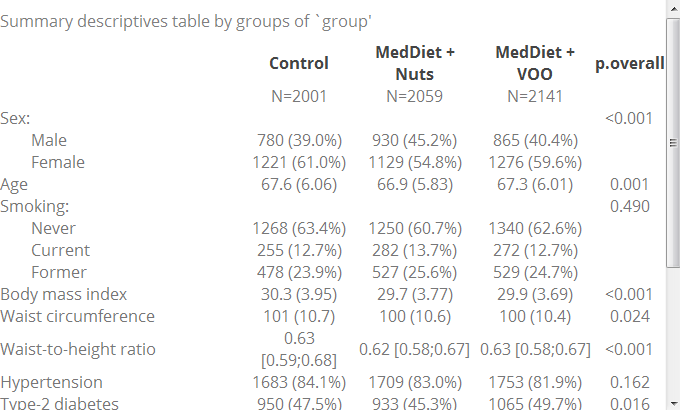 Summary descriptives table by groups of `group'
Control MedDiet + Nuts MedDiet + VOO p.overall
N=2001 N=2059 N=2141
Sex: <0.001
Male 780 (39.0%) 930 (45.2%) 865 (40.4%)
Female 1221 (61.0%) 1129 (54.8%) 1276 (59.6%)
Age 67.6 (6.06) 66.9 (5.83) 67.3 (6.01) 0.001
Smoking: 0.490
Never 1268 (63.4%) 1250 (60.7%) 1340 (62.6%)
Current 255 (12.7%) 282 (13.7%) 272 (12.7%)
Former 478 (23.9%) 527 (25.6%) 529 (24.7%)
Body mass index 30.3 (3.95) 29.7 (3.77) 29.9 (3.69) <0.001
Waist circumference 101 (10.7) 100 (10.6) 100 (10.4) 0.024
Waist-to-height ratio 0.63 [0.59;0.68] 0.62 [0.58;0.67] 0.63 [0.58;0.67] <0.001
Hypertension 1683 (84.1%) 1709 (83.0%) 1753 (81.9%) 0.162
Type-2 diabetes 950 (47.5%) 933 (45.3%) 1065 (49.7%) 0.016